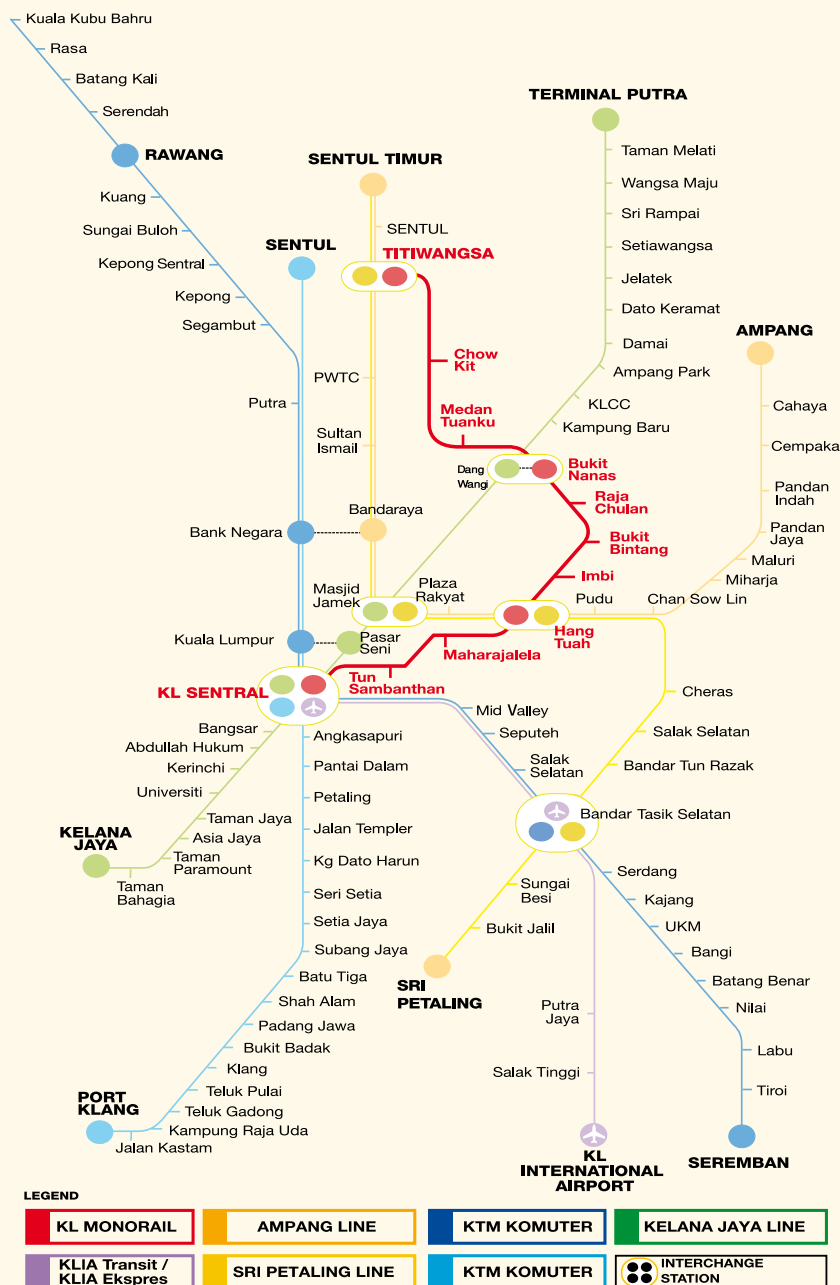 Kuala Kubu Bahru
Rasa
Batang Kali
Serendah
RAWANG
Kuang
Sungai Buloh
Kepong Sentral
Kepong
Segambut
Putra
Bank Negara
Kuala Lumpur
SENTUL
SENTUL TIMUR
SENTUL
TITIWANGSA
PWTC
Sultan
Ismail
Bandaraya
Masjid
Jamek
Plaza
Rakyat
Pasar
Seni
Chow
Kit
Medan
Tuanku
Dang
Wangi
Bukit
Nanas
Raja
Chulan
Bukit
Bintang
Imbi
Hang
Tuah
Maharajalela
Tun
Sambanthan
KL SENTRAL
TERMINAL PUTRA
Taman Melati
Wangsa Maju
Sri Rampai
Setiawangsa
Jelatek
Dato Keramat
Damai
Ampang Park
KLCC
Kampung Baru
AMPANG
Cahaya
Cempaka
Pandan
Indah
Pandan
Jaya
Maluri
Miharja
Chan Sow Lin
Pudu
Cheras
Salak Selatan
Bandar Tun Razak
Bandar Tasik Selatan
Mid Valley
Seputeh
Salak
Selatan
Bangsar
Abdullah Hukum
Kerinchi
Universiti
Taman Jaya
Asia Jaya
Taman
Paramount
Taman
Bahagia
KELANA
JAYA
Angkasapuri
Pantai Dalam
Petaling
Jalan Templer
Kg Dato Harun
Seri Setia
Setia Jaya
Subang Jaya
Batu Tiga
Shah Alam
Padang Jawa
Bukit Badak
Klang
Teluk Pulai
Teluk Gadong
Kampung Raja Uda
Jalan Kastam
PORT
KLANG
Sungai
Besi
Bukit Jalil
SRI
PETALING
Putra
Jaya
Salak Tinggi
KL
INTERNATIONAL
AIRPORT
Serdang
Kajang
UKM
Bangi
Batang Benar
Nilai
Labu
Tiroi
SEREMBAN
LEGEND
KL MONORAIL
AMPANG LINE
KTM KOMUTER
KELANA JAYA LINE
KLIA Transit /
KLIA Ekspres
SRI PETALING LINE
KTM KOMUTER
INTERCHANGE
STATION